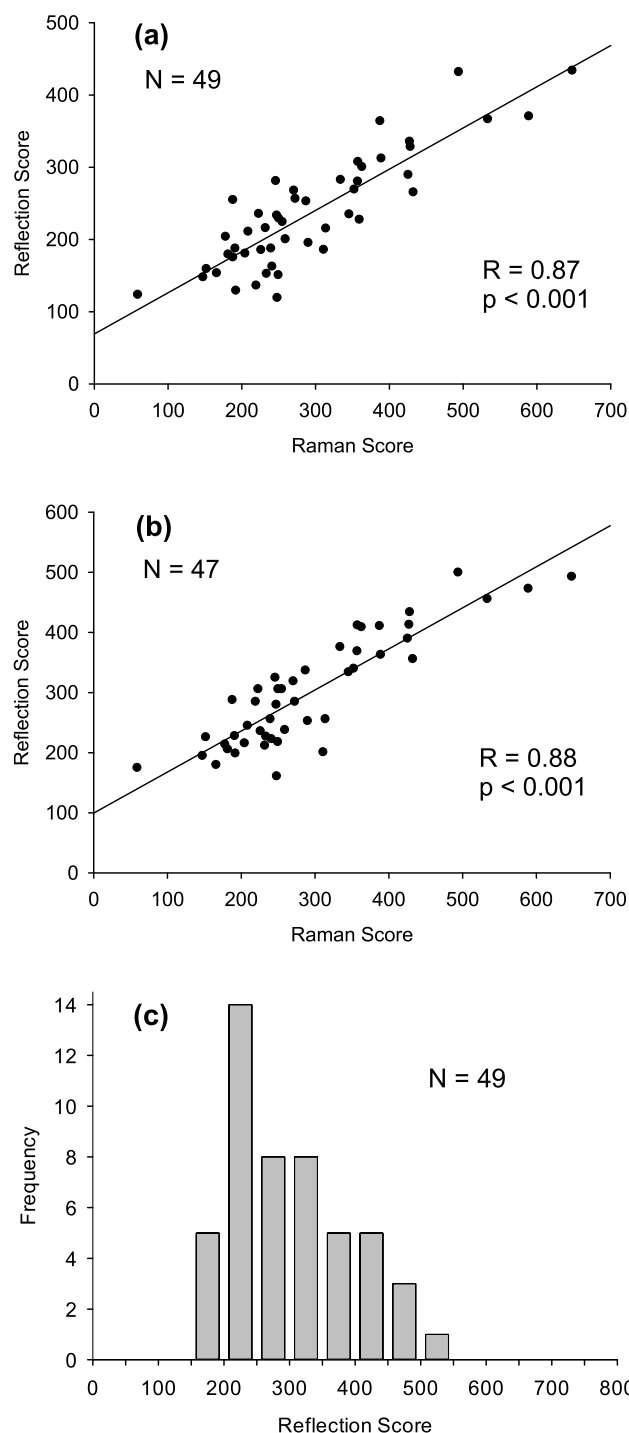 (a)
N = 49
500
400
300
200
100
0
Reflection Score
R = 0.87
p < 0.001
0 100 200 300 400 500 600 700
Raman Score
(b)
N = 47
600
500
400
300
200
100
0
Reflection Score
R = 0.88
p < 0.001
0 100 200 300 400 500 600 700
Raman Score
(c)
N = 49
14
12
10
8
6
4
2
0
Frequency
0 100 200 300 400 500 600 700 800
Reflection Score